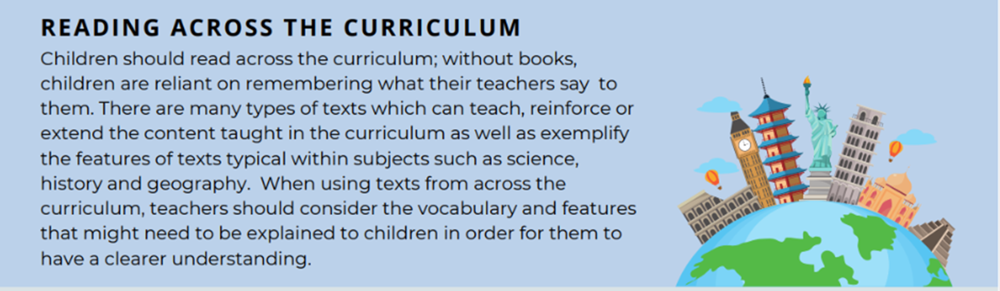 READING ACROSS THE CURRICULUM
Children should read across the curriculum; without books,
children are reliant on remembering what their teachers say  to
them. There are many types of texts which can teach, reinforce or
extend the content taught in the curriculum as well as exemplify
the features of texts typical within subjects such as science,
history and geography.  When using texts from across the
curriculum, teachers should consider the vocabulary and features
that might need to be explained to children in order for them to
have a clearer understanding.